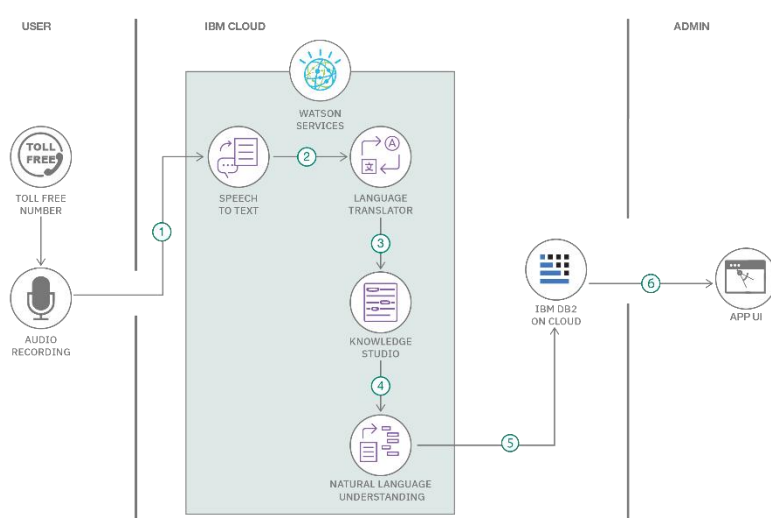 USER
IBM CLOUD
ADMIN
WATSON
SERVICES
TOLL
FREE
TOLL FREE
NUMBER
SPEECH
TO TEXT
2
A
文
LANGUAGE
TRANSLATOR
1
3
AUDIO
RECORDING
KNOWLEDGE
STUDIO
IBM DB2
ON CLOUD
6
APP UI
4
5
NATURAL LANGUAGE
UNDERSTANDING